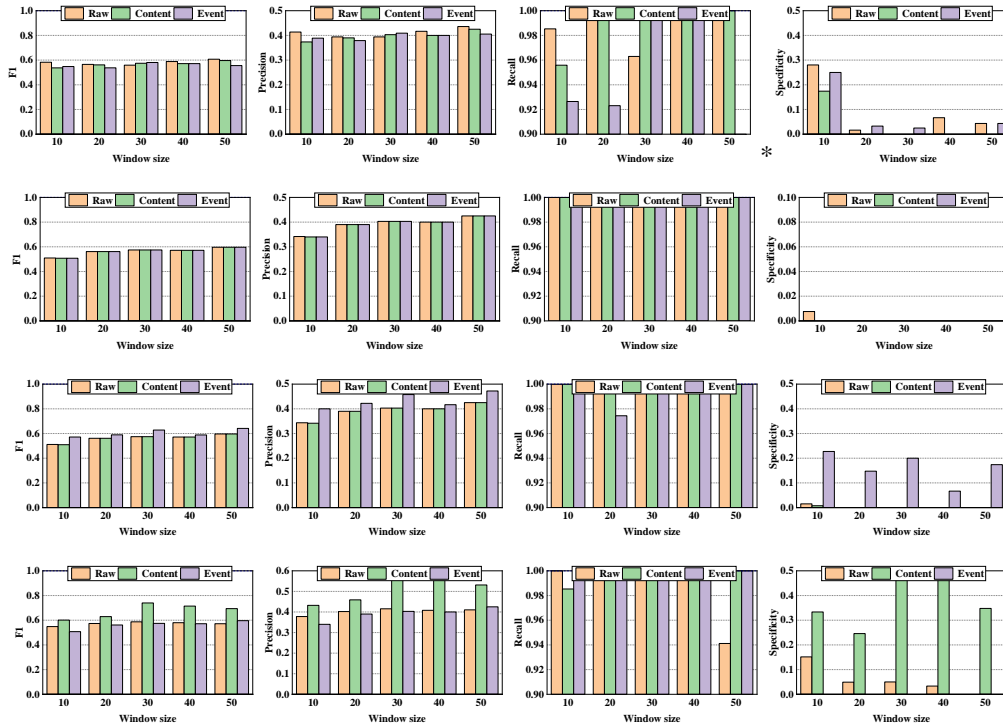 Raw Content Event
1.0
0.8
0.6
0.4
0.2
0.0
F1
10 20 30 40 50
Window size
Raw Content Event
0.5
0.4
0.3
0.2
0.1
0.0
Precision
10 20 30 40 50
Window size
Raw Content Event
1.00
0.98
0.96
0.94
0.92
0.90
Recall
10 20 30 40 50
Window size
*
Raw Content Event
0.5
0.4
0.3
0.2
0.1
0.0
Specificity
10 20 30 40 50
Window size
Raw Content Event
1.0
0.8
0.6
0.4
0.2
0.0
F1
10 20 30 40 50
Window size
Raw Content Event
0.5
0.4
0.3
0.2
0.1
0.0
Precision
10 20 30 40 50
Window size
Raw Content Event
1.00
0.98
0.96
0.94
0.92
0.90
Recall
10 20 30 40 50
Window size
Raw Content Event
0.10
0.08
0.06
0.04
0.02
0.00
Specificity
10 20 30 40 50
Window size
Raw Content Event
1.0
0.8
0.6
0.4
0.2
0.0
F1
10 20 30 40 50
Window size
Raw Content Event
0.5
0.4
0.3
0.2
0.1
0.0
Precision
10 20 30 40 50
Window size
Raw Content Event
1.00
0.98
0.96
0.94
0.92
0.90
Recall
10 20 30 40 50
Window size
Raw Content Event
0.5
0.4
0.3
0.2
0.1
0.0
Specificity
10 20 30 40 50
Window size
Raw Content Event
1.0
0.8
0.6
0.4
0.2
0.0
F1
10 20 30 40 50
Window size
Raw Content Event
0.6
0.5
0.4
0.3
0.2
0.1
0.0
Precision
10 20 30 40 50
Window size
Raw Content Event
1.00
0.98
0.96
0.94
0.92
0.90
Recall
10 20 30 40 50
Window size
Raw Content Event
0.5
0.4
0.3
0.2
0.1
0.0
Specificity
10 20 30 40 50
Window size